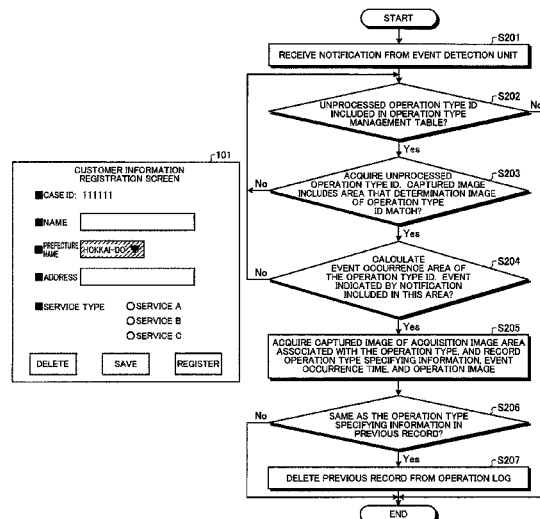 101
CUSTOMER INFORMATION
REGISTRATION SCREEN
■CASE ID: 111111
■NAME
■PREFECTURE
NAME
HOKKAI-DO
■ADDRESS
■SERVICE TYPE
SERVICE A
SERVICE B
SERVICE C
DELETE
SAVE
REGISTER
START
S201
RECEIVE NOTIFICATION FROM EVENT DETECTION UNIT
S202
UNPROCESSED OPERATION TYPE ID
INCLUDED IN OPERATION TYPE
MANAGEMENT TABLE?
No
Yes
S203
ACQUIRE UNPROCESSED
OPERATION TYPE ID. CAPTURED IMAGE
INCLUDES AREA THAT DETERMINATION IMAGE
OF OPERATION TYPE
ID MATCH?
No
Yes
S204
CALCULATE
EVENT OCCURRENCE AREA OF
THE OPERATION TYPE ID. EVENT
INDICATED BY NOTIFICATION
INCLUDED IN THIS AREA?
No
Yes
S205
ACQUIRE CAPTURED IMAGE OF ACQUISITION IMAGE AREA
ASSOCIATED WITH THE OPERATION TYPE, AND RECORD
OPERATION TYPE SPECIFYING INFORMATION, EVENT
OCCURRENCE TIME, AND OPERATION IMAGE
S206
SAME AS THE OPERATION TYPE
SPECIFYING INFORMATION IN
PREVIOUS RECORD?
No
Yes
S207
DELETE PREVIOUS RECORD FROM OPERATION LOG
END